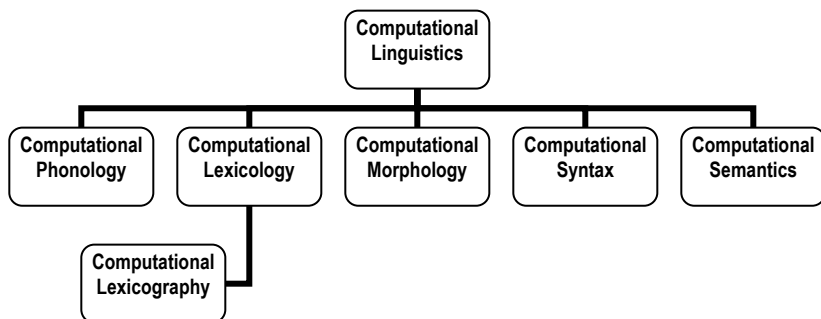 Computational
Linguistics
Computational
Phonology
Computational
Lexicology
Computational
Morphology
Computational
Syntax
Computational
Semantics
Computational
Lexicography